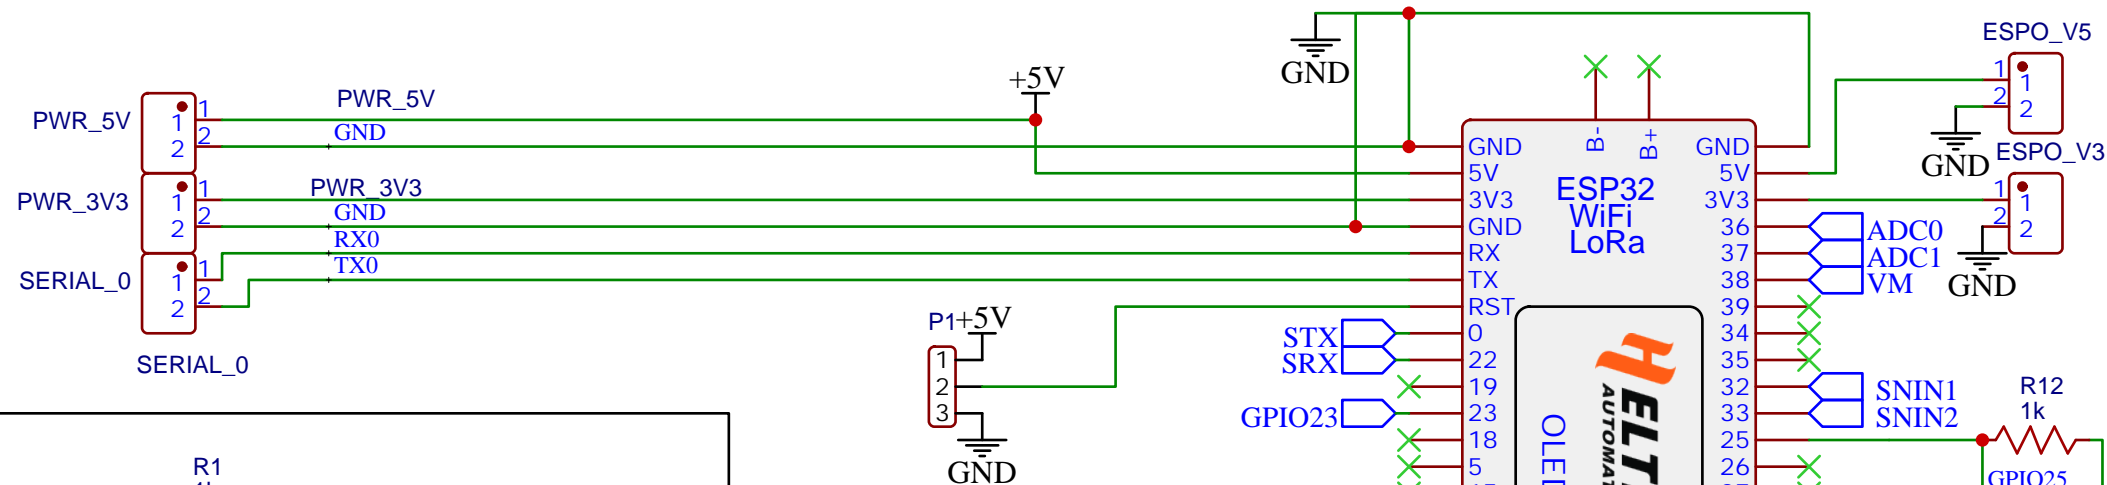 ESPO_V5
1
1
2
2
GND
ESPO_V3
1
1
2
2
GND
+5V
GND
PWR_5V
PWR_5V
1
1
2
2
GND
PWR_3V3
PWR_3V3
1
1
2
2
GND
SERIAL_0
1
1
2
2
RX0
TX0
SERIAL_0
P1
+5V
1
2
3
GND
B-
B+
ESP32
WiFi
LoRa
GND
5V
3V3
GND
RX
TX
RST
0
22
19
23
18
5
GND
5V
3V3
36
37
38
39
34
35
32
33
25
26
STX
SRX
GPIO23
ADC0
ADC1
VM
SNIN1
SNIN2
R12
1k
GPIO25
R1